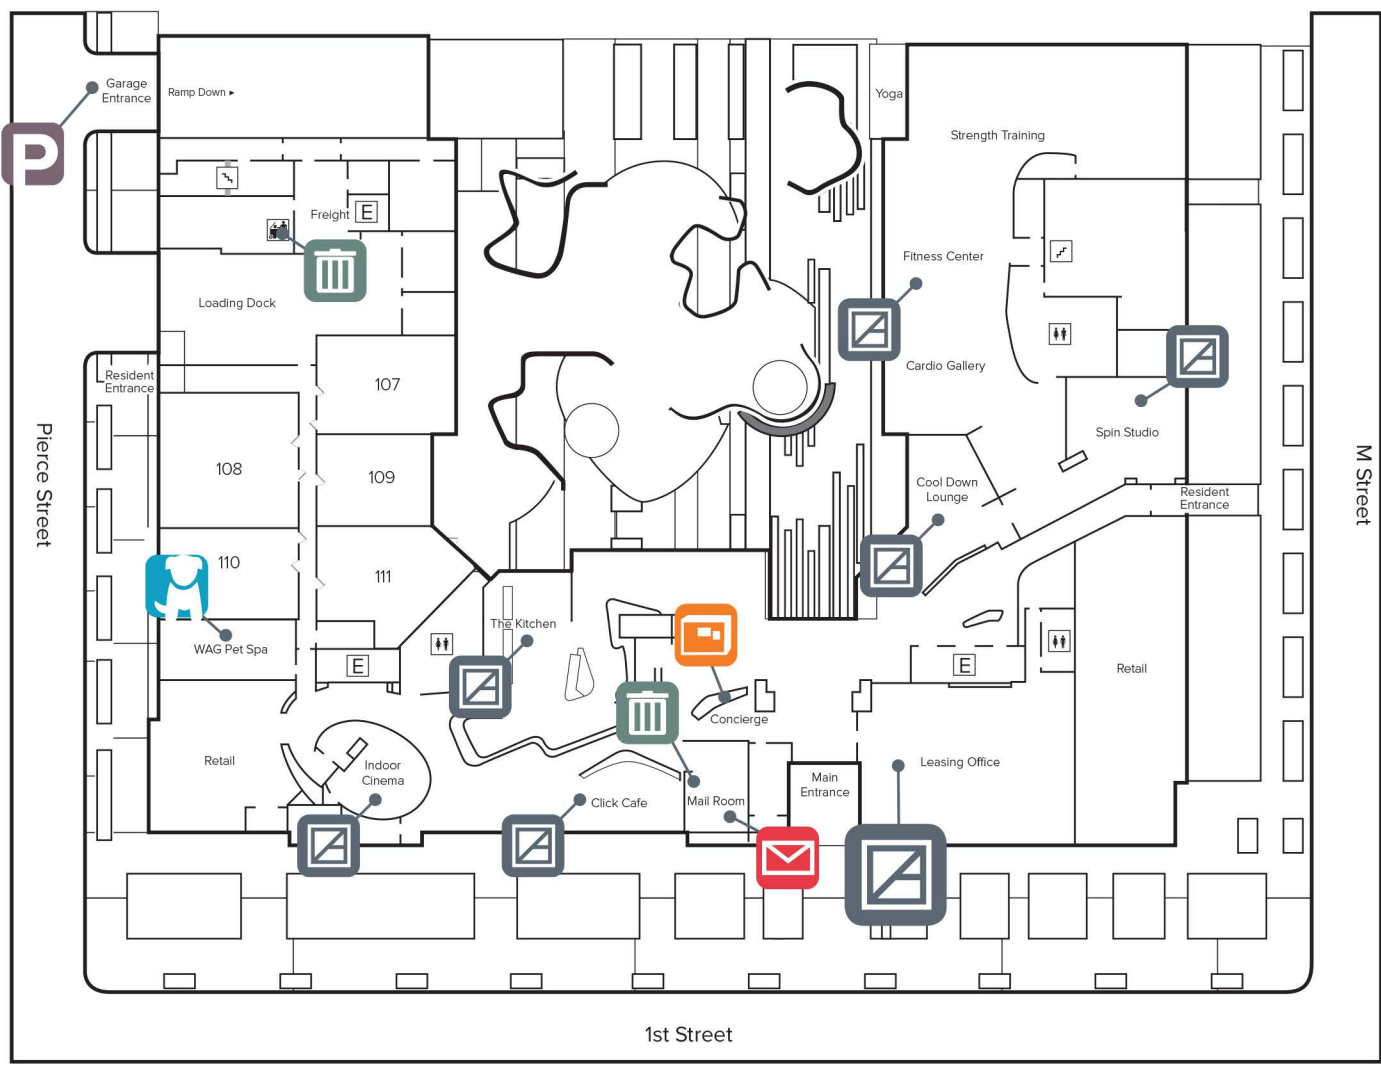 Garage
Entrance
Ramp Down ▸
Yoga
Strength Training
P
Freight
E
Fitness Center
Loading Dock
Cardio Gallery
Resident
Entrance
107
Spin Studio
108
109
Cool Down
Lounge
Resident
Entrance
Pierce Street
M Street
110
111
The Kitchen
WAG Pet Spa
E
E
Retail
Concierge
Retail
Indoor
Cinema
Leasing Office
Main
Entrance
Click Cafe
Mail Room
1st Street